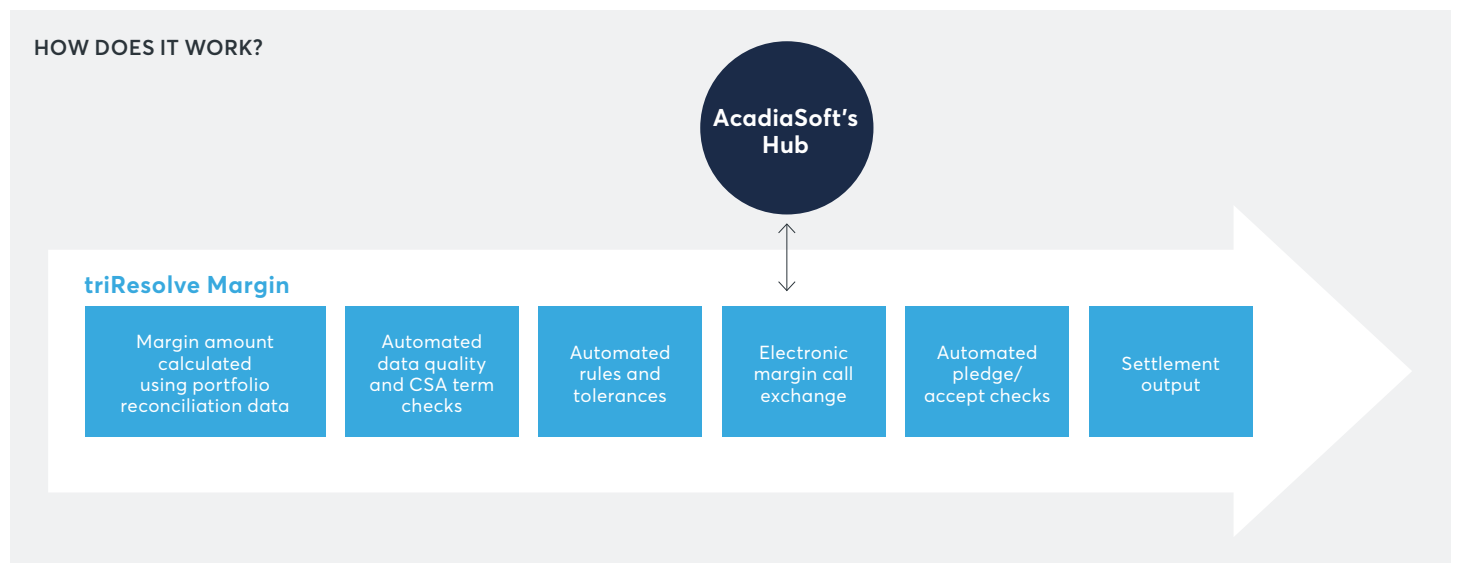 HOW DOES IT WORK?
AcadiaSoft's
Hub
triResolve Margin
Margin amount
calculated
using portfolio
reconciliation data
Automated
data quality
and CSA term
checks
Automated
rules and
tolerances
Electronic
margin call
exchange
Automated
pledge/
accept checks
Settlement
output